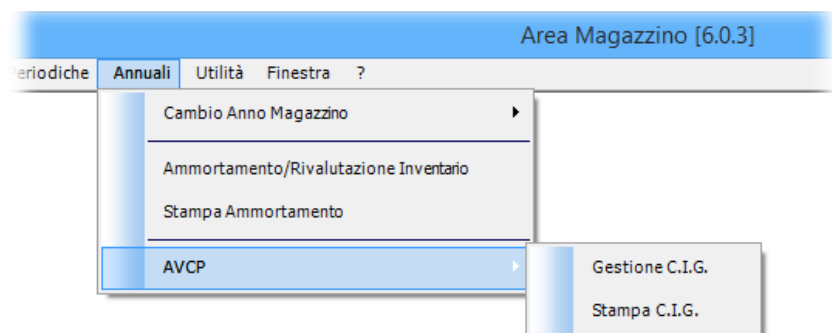 Area Magazzino [6.0.3]
Periodiche Annuali Utilità Finestra ?
Cambio Anno Magazzino
Ammortamento/Rivalutazione Inventario
Stampa Ammortamento
AVCP
Gestione C.I.G.
Stampa C.I.G.